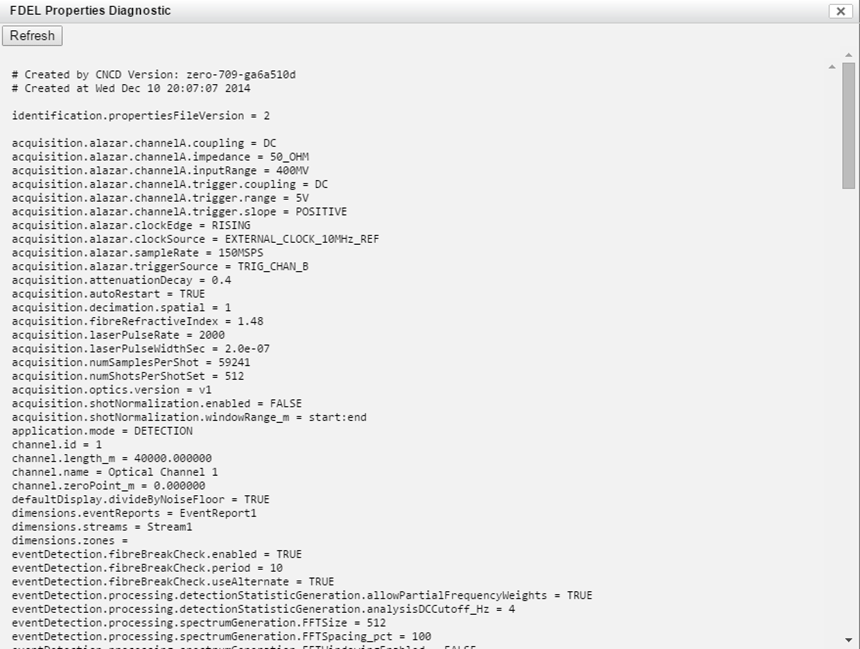 FDEL Properties Diagnostic
Refresh
# Created by CNCD Version: zero-709-ga6a510d
# Created at Wed Dec 10 20:07:07 2014
identification.propertiesFileVersion = 2
acquisition.alazar.channelA.coupling = DC
acquisition.alazar.channelA.impedance = 50_OHM
acquisition.alazar.channelA.inputRange = 400MV
acquisition.alazar.channelA.trigger.coupling = DC
acquisition.alazar.channelA.trigger.range = 5V
acquisition.alazar.channelA.trigger.slope = POSITIVE
acquisition.alazar.clockEdge = RISING
acquisition.alazar.clockSource = EXTERNAL_CLOCK_10MHz_REF
acquisition.alazar.sampleRate = 150MSPS
acquisition.alazar.triggerSource = TRIG_CHAN_B
acquisition.attenuationDecay = 0.4
acquisition.autoRestart = TRUE
acquisition.decimation.spatial = 1
acquisition.fibreRefractiveIndex = 1.48
acquisition.laserPulseRate = 2000
acquisition.laserPulseWidthSec = 2.0e-07
acquisition.numSamplesPerShot = 59241
acquisition.numShotsPerShotSet = 512
acquisition.optics.version = v1
acquisition.shotNormalization.enabled = FALSE
acquisition.shotNormalization.windowRange_m = start:end
application.mode = DETECTION
channel.id = 1
channel.length_m = 40000.000000
channel.name = Optical Channel 1
channel.zeroPoint_m = 0.000000
defaultDisplay.divideByNoiseFloor = TRUE
dimensions.eventReports = EventReport1
dimensions.streams = Stream1
dimensions.zones =
eventDetection.fibreBreakCheck.enabled = TRUE
eventDetection.fibreBreakCheck.period = 10
eventDetection.fibreBreakCheck.useAlternate = TRUE
eventDetection.processing.detectionStatisticGeneration.allowPartialFrequencyWeights = TRUE
eventDetection.processing.detectionStatisticGeneration.analysisDCCutoff_Hz = 4
eventDetection.processing.spectrumGeneration.FFTSize = 512
eventDetection.processing.spectrumGeneration.FFTSpacing_pct = 100
eventDetection.processing.spectrumGeneration.FFTWindowingEnabled = FALSE